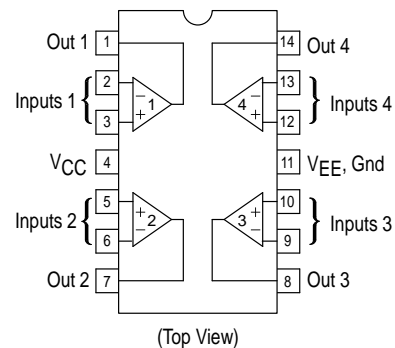 Out 1 1 14 Out 4
2 − 1 4 − 13
Inputs 1 { } Inputs 4
3 + + 12
VCC 4 11 VEE, Gnd
5 + 2 3 + 10
Inputs 2 { } Inputs 3
6 − − 9
Out 2 7 8 Out 3
(Top View)